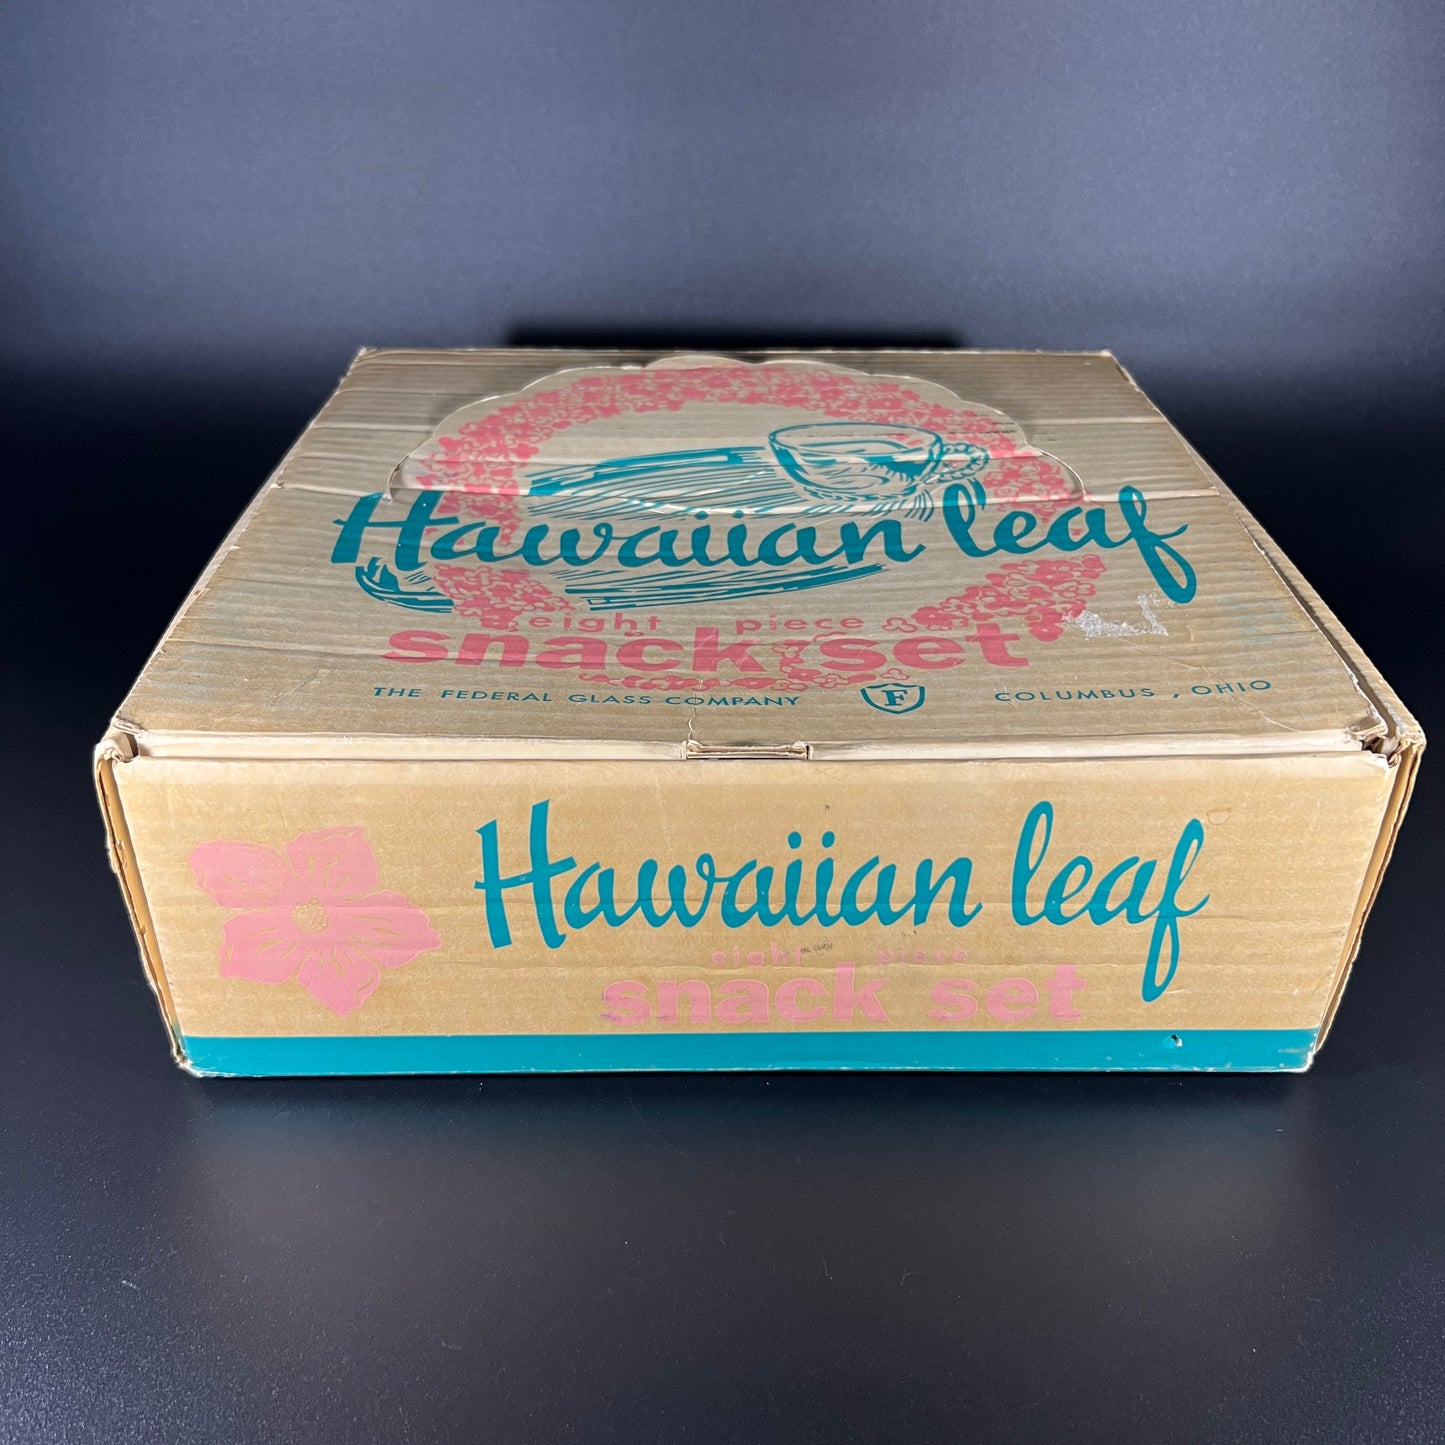 Hawaiian leaf
eight piece
snack set
THE FEDERAL GLASS COMPANY F COLUMBUS, OHIO
Hawaiian leaf
eight piece
snack set